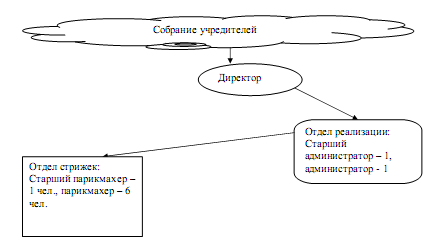 Собрание учредителей
Директор
Отдел реализации:
Старший
администратор – 1,
администратор - 1
Отдел стрижек:
Старший парикмахер –
1 чел., парикмахер – 6
чел.